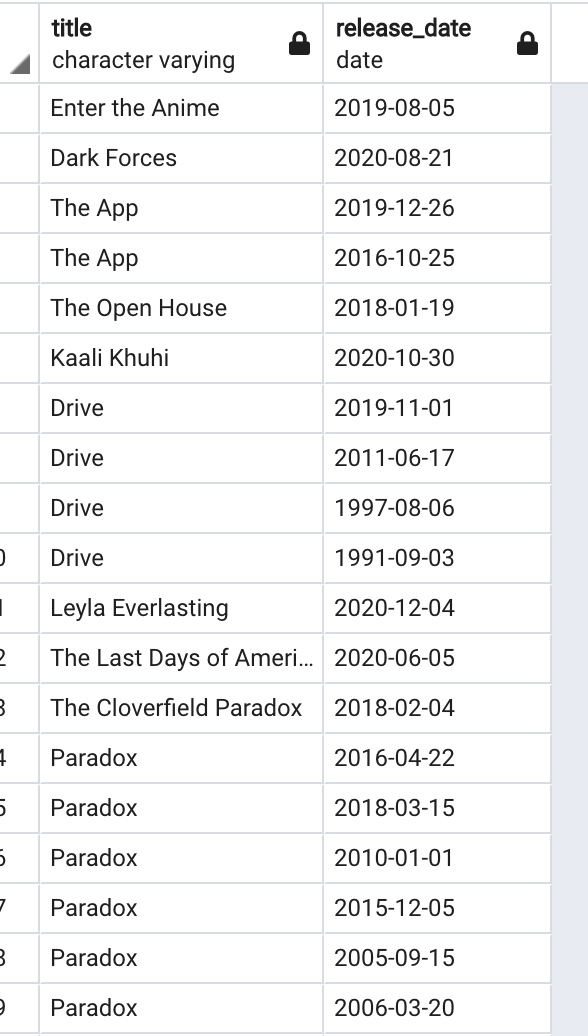 title release_date
character varying date
Enter the Anime 2019-08-05
Dark Forces 2020-08-21
The App 2019-12-26
The App 2016-10-25
The Open House 2018-01-19
Kaali Khuhi 2020-10-30
Drive 2019-11-01
Drive 2011-06-17
Drive 1997-08-06
0 Drive 1991-09-03
1 Leyla Everlasting 2020-12-04
2 The Last Days of Ameri... 2020-06-05
3 The Cloverfield Paradox 2018-02-04
4 Paradox 2016-04-22
5 Paradox 2018-03-15
6 Paradox 2010-01-01
7 Paradox 2015-12-05
8 Paradox 2005-09-15
9 Paradox 2006-03-20